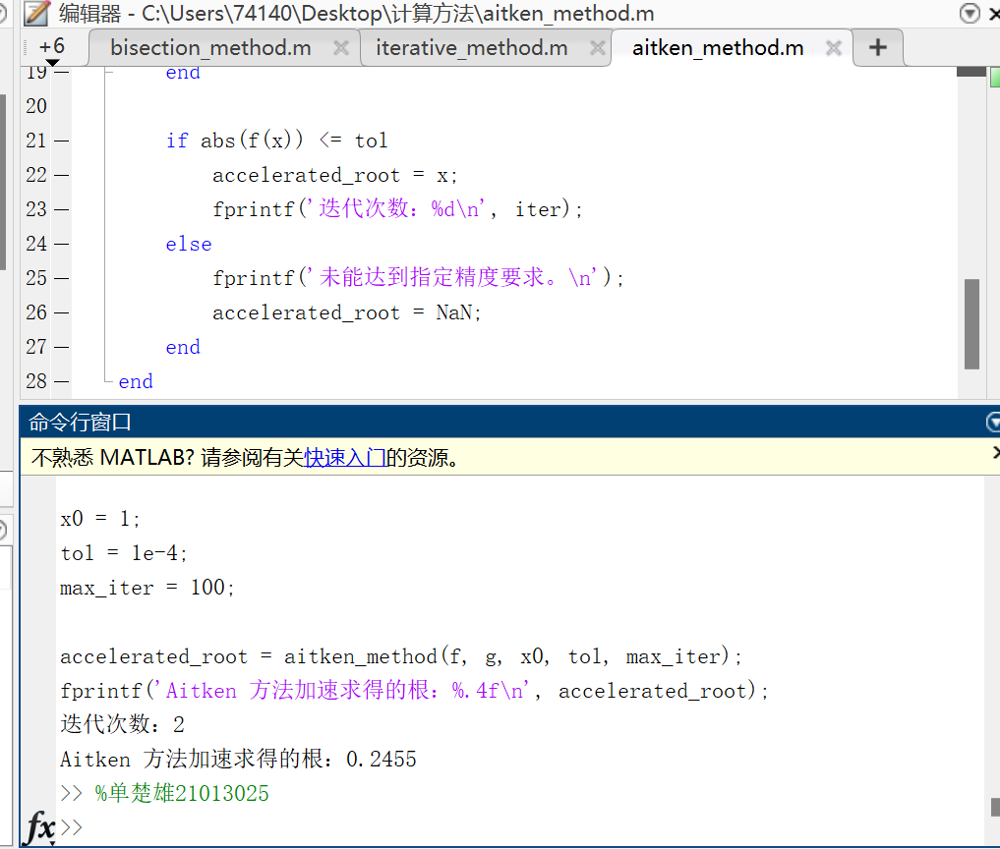 编辑器 - C:\Users\74140\Desktop\计算方法\aitken_method.m
+6 bisection_method.m iterative_method.m aitken_method.m +
19 end
20
21 if abs(f(x)) <= tol
22 accelerated_root = x;
23 fprintf('迭代次数：%d\n', iter);
24 else
25 fprintf('未能达到指定精度要求。\n');
26 accelerated_root = NaN;
27 end
28 end
命令行窗口
不熟悉 MATLAB? 请参阅有关快速入门的资源。
x0 = 1;
tol = 1e-4;
max_iter = 100;
accelerated_root = aitken_method(f, g, x0, tol, max_iter);
fprintf('Aitken 方法加速求得的根：%.4f\n', accelerated_root);
迭代次数：2
Aitken 方法加速求得的根：0.2455
>> %单楚雄21013025
fx >>